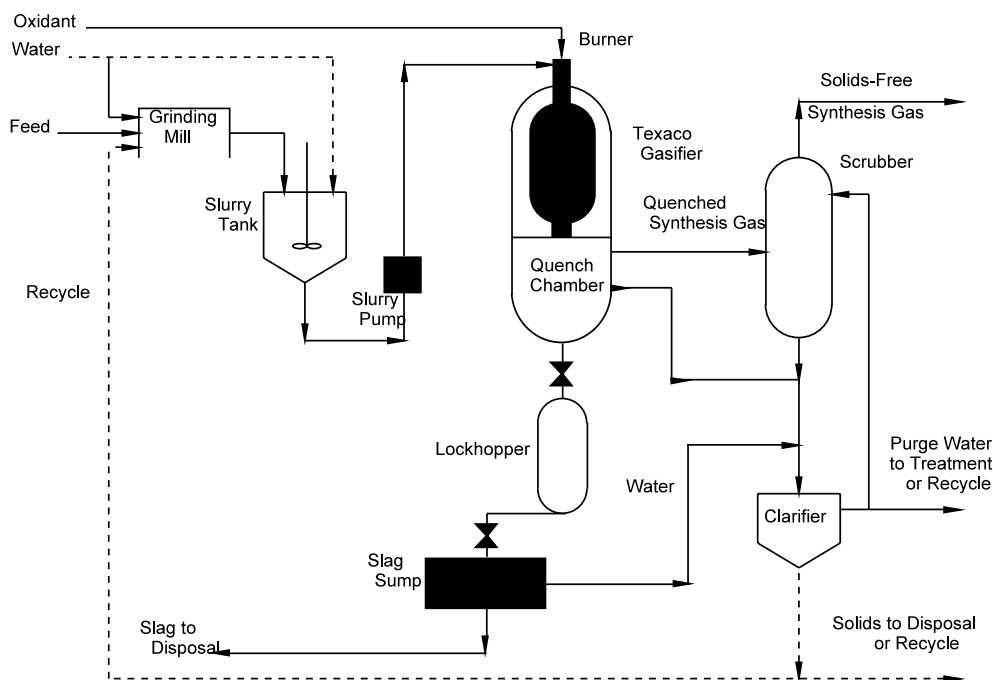 Oxidant
Water
Burner
Solids-Free
Synthesis Gas
Feed
Grinding
Mill
Texaco
Gasifier
Scrubber
Slurry
Tank
Quenched
Synthesis Gas
Quench
Chamber
Recycle
Slurry
Pump
Lockhopper
Water
Purge Water
to Treatment
or Recycle
Clarifier
Slag
Sump
Slag to
Disposal
Solids to Disposal
or Recycle